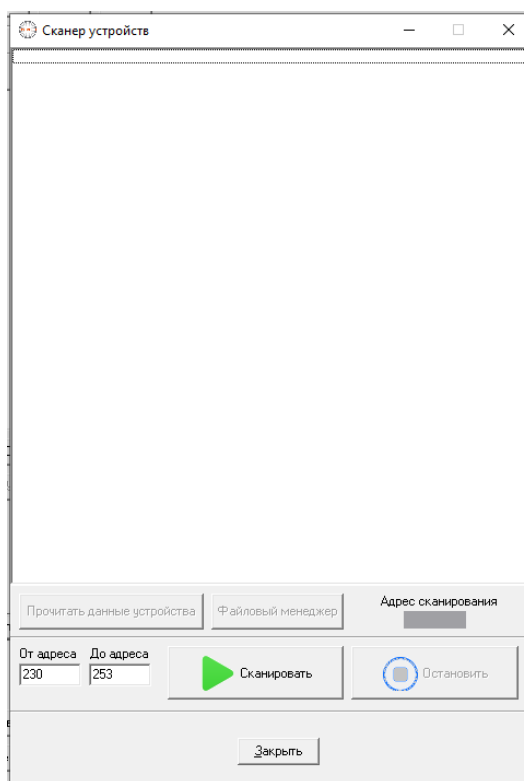 Сканер устройств
Прочитать данные устройства
Файловый менеджер
Адрес сканирования
От адреса До адреса
230 253
Сканировать
Остановить
Закрыть